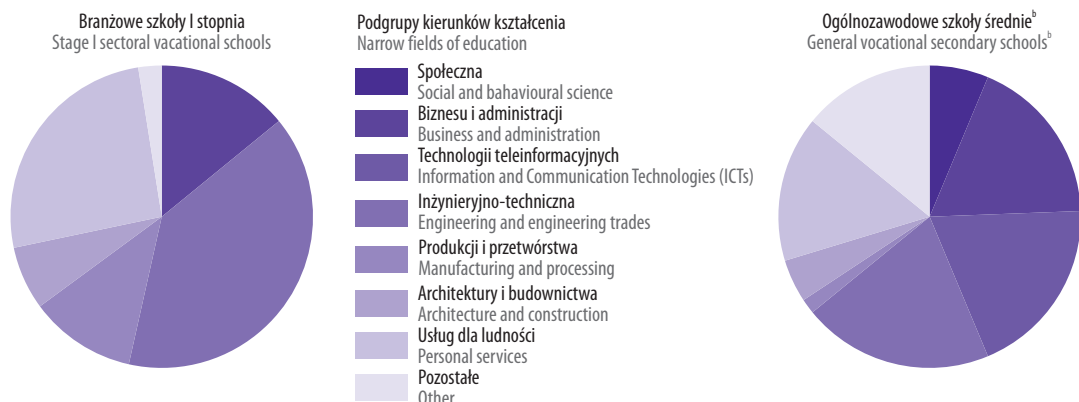 Branżowe szkoły I stopnia
Stage I sectoral vacational schools
Podgrupy kierunków kształcenia
Narrow fields of education
Społeczna
Social and bahavioural science
Biznesu i administracji
Business and administration
Technologii teleinformacyjnych
Information and Communication Technologies (ICTs)
Inżynieryjno-techniczna
Engineering and engineering trades
Produkcji i przetwórstwa
Manufacturing and processing
Architektury i budownictwa
Architecture and construction
Usług dla ludności
Personal services
Pozostałe
Other
Ogólnozawodowe szkoły średnieᵇ
General vocational secondary schoolsᵇ